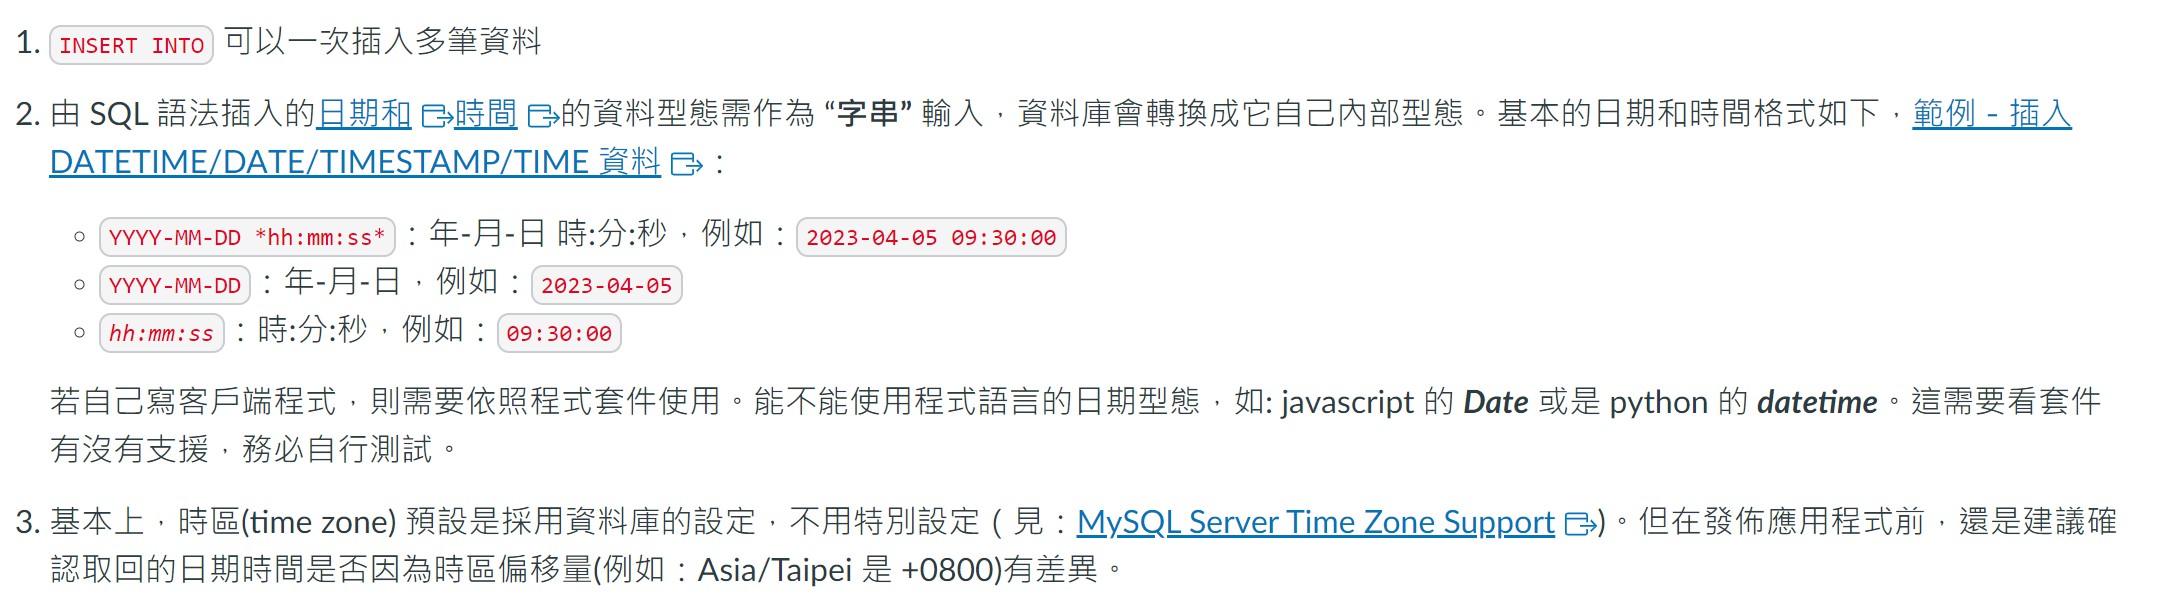 1. INSERT INTO 可以一次插入多筆資料
2. 由 SQL 語法插入的日期和時間的資料型態需作為 “字串” 輸入，資料庫會轉換成它自己內部型態。基本的日期和時間格式如下，範例 - 插入
DATETIME/DATE/TIMESTAMP/TIME 資料：
○ YYYY-MM-DD *hh:mm:ss*：年-月-日 時:分:秒，例如：2023-04-05 09:30:00
○ YYYY-MM-DD：年-月-日，例如：2023-04-05
○ hh:mm:ss：時:分:秒，例如：09:30:00
若自己寫客戶端程式，則需要依照程式套件使用。能不能使用程式語言的日期型態，如: javascript 的 Date 或是 python 的 datetime。這需要看套件
有沒有支援，務必自行測試。
3. 基本上，時區(time zone) 預設是採用資料庫的設定，不用特別設定（見：MySQL Server Time Zone Support)。但在發佈應用程式前，還是建議確
認取回的日期時間是否因為時區偏移量(例如：Asia/Taipei 是 +0800)有差異。